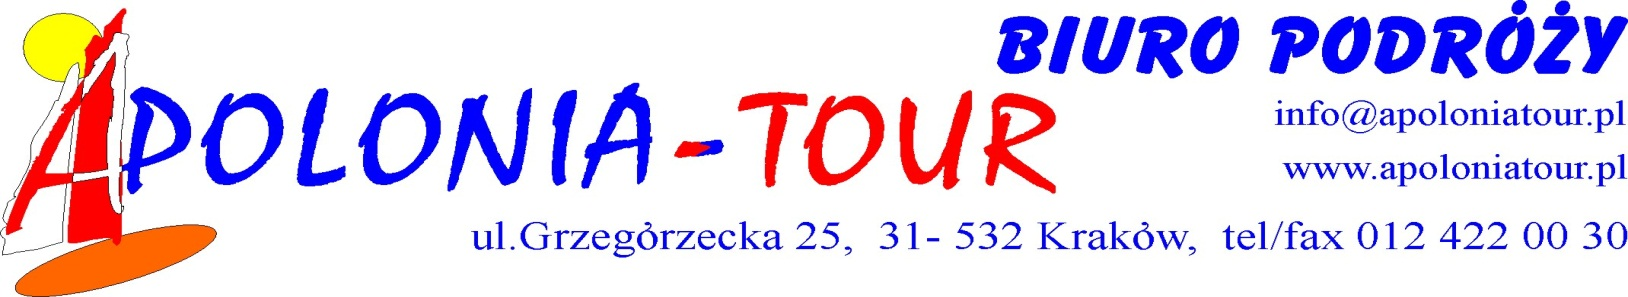 BIURO PODRÓŻY
APOLONIA-TOUR
info@apoloniatour.pl
www.apoloniatour.pl
ul.Grzegórzecka 25, 31- 532 Kraków, tel/fax 012 422 00 30